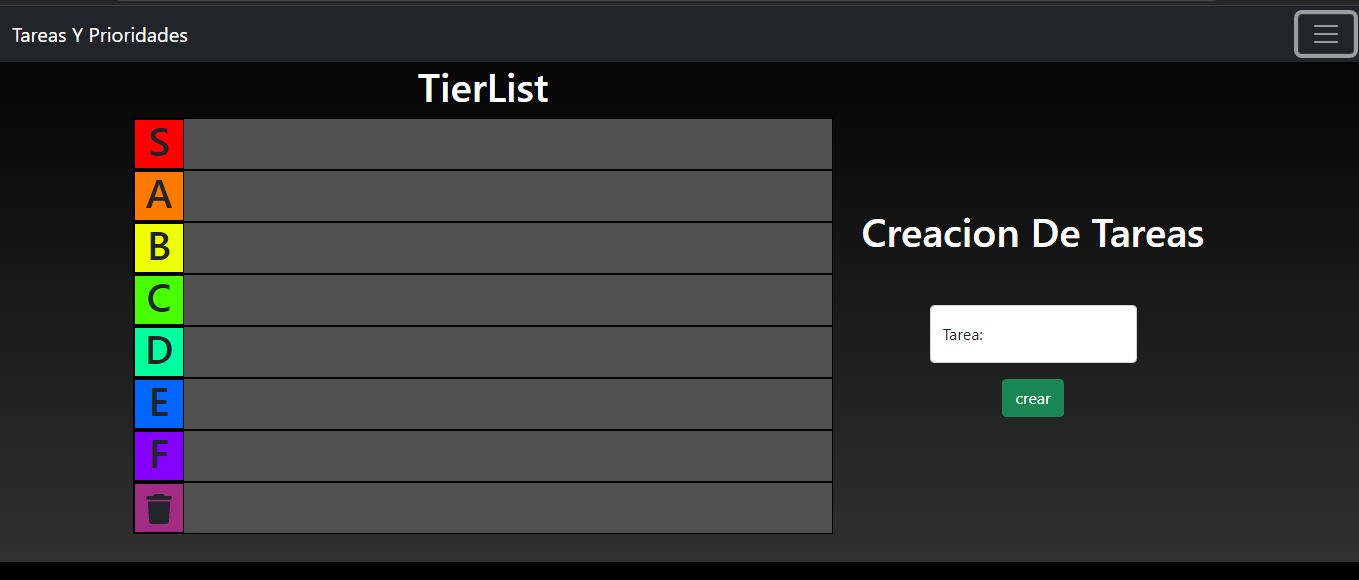 Tareas Y Prioridades
TierList
S
A
B
C
D
E
F
Creacion De Tareas
Tarea:
crear